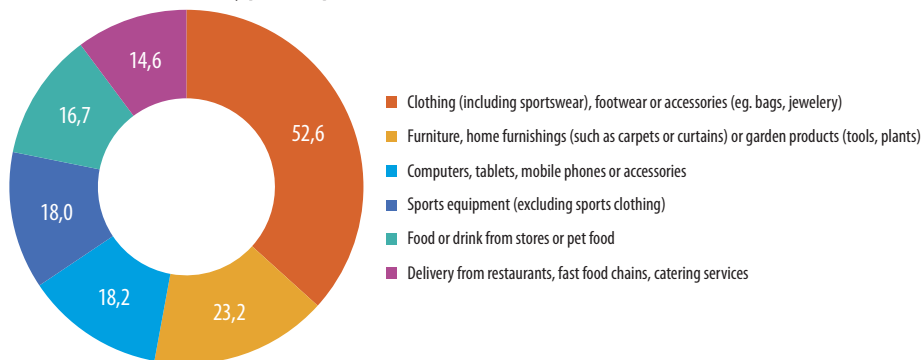 14,6
52,6
16,7
18,0
18,2
23,2
Clothing (including sportswear), footwear or accessories (eg. bags, jewelery)
Furniture, home furnishings (such as carpets or curtains) or garden products (tools, plants)
Computers, tablets, mobile phones or accessories
Sports equipment (excluding sports clothing)
Food or drink from stores or pet food
Delivery from restaurants, fast food chains, catering services